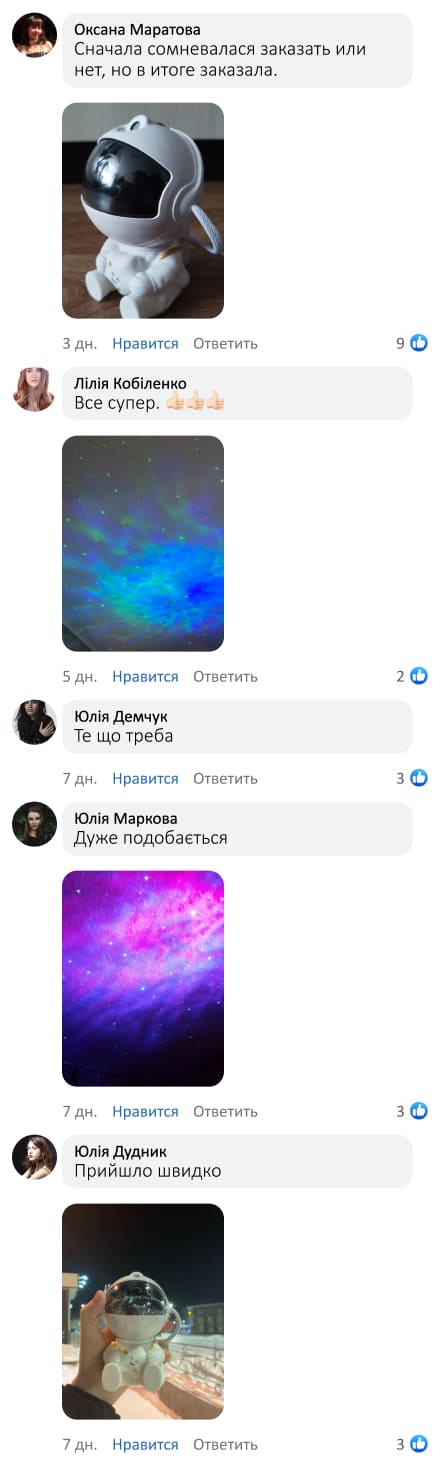 Оксана Маратова
Сначала сомневалася заказать или
нет, но в итоге заказала.
3 дн. Нравится Ответить 9
Лілія Кобіленко
Все супер. 👍🏻👍🏻👍🏻
5 дн. Нравится Ответить 2
Юлія Демчук
Те що треба
7 дн. Нравится Ответить 3
Юлія Маркова
Дуже подобається
7 дн. Нравится Ответить 3
Юлія Дудник
Прийшло швидко
7 дн. Нравится Ответить 3